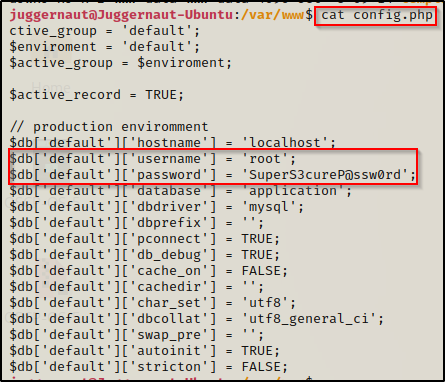 juggernaut@Juggernaut-Ubuntu:/var/www$ cat config.php
ctive_group = 'default';
$enviroment = 'default';
$active_group = $enviroment;
$active_record = TRUE;
// production enviromment
$db['default']['hostname'] = 'localhost';
$db['default']['username'] = 'root';
$db['default']['password'] = 'SuperS3cureP@ssw0rd';
$db['default']['database'] = 'application';
$db['default']['dbdriver'] = 'mysql';
$db['default']['dbprefix'] = '';
$db['default']['pconnect'] = TRUE;
$db['default']['db_debug'] = TRUE;
$db['default']['cache_on'] = FALSE;
$db['default']['cachedir'] = '';
$db['default']['char_set'] = 'utf8';
$db['default']['dbcollat'] = 'utf8_general_ci';
$db['default']['swap_pre'] = '';
$db['default']['autoinit'] = TRUE;
$db['default']['stricton'] = FALSE;